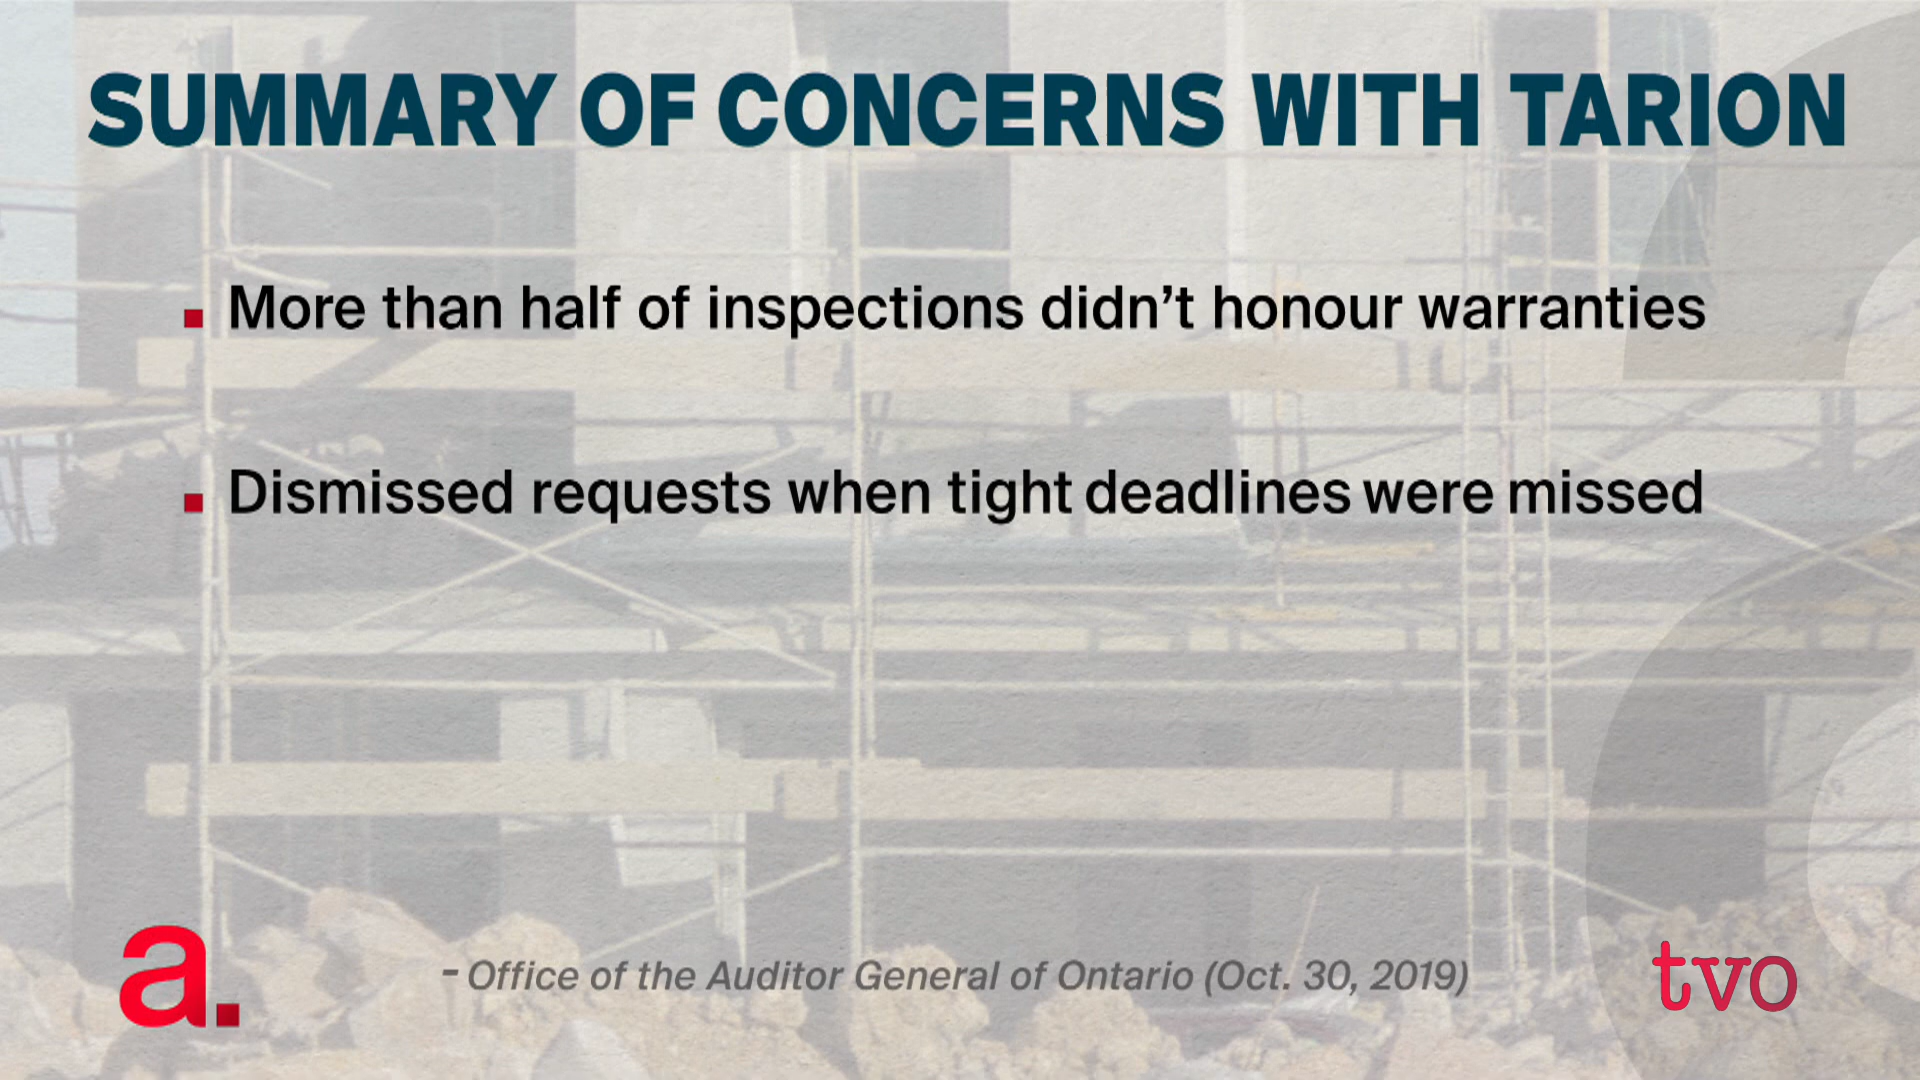 SUMMARY OF CONCERNS WITH TARION
More than half of inspections didn’t honour warranties
Dismissed requests when tight deadlines were missed
a.
- Office of the Auditor General of Ontario (Oct. 30, 2019)
tvo